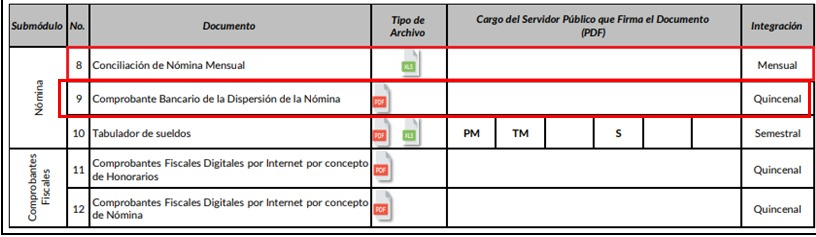 Submódulo No. Documento Tipo de Archivo Cargo del Servidor Público que Firma el Documento (PDF) Integración
Nómina
8 Conciliación de Nómina Mensual XLS Mensual
9 Comprobante Bancario de la Dispersión de la Nómina PDF Quincenal
10 Tabulador de sueldos PDF XLS PM TM S Semestral
Comprobantes Fiscales
11 Comprobantes Fiscales Digitales por Internet por concepto de Honorarios PDF Quincenal
12 Comprobantes Fiscales Digitales por Internet por concepto de Nómina PDF Quincenal